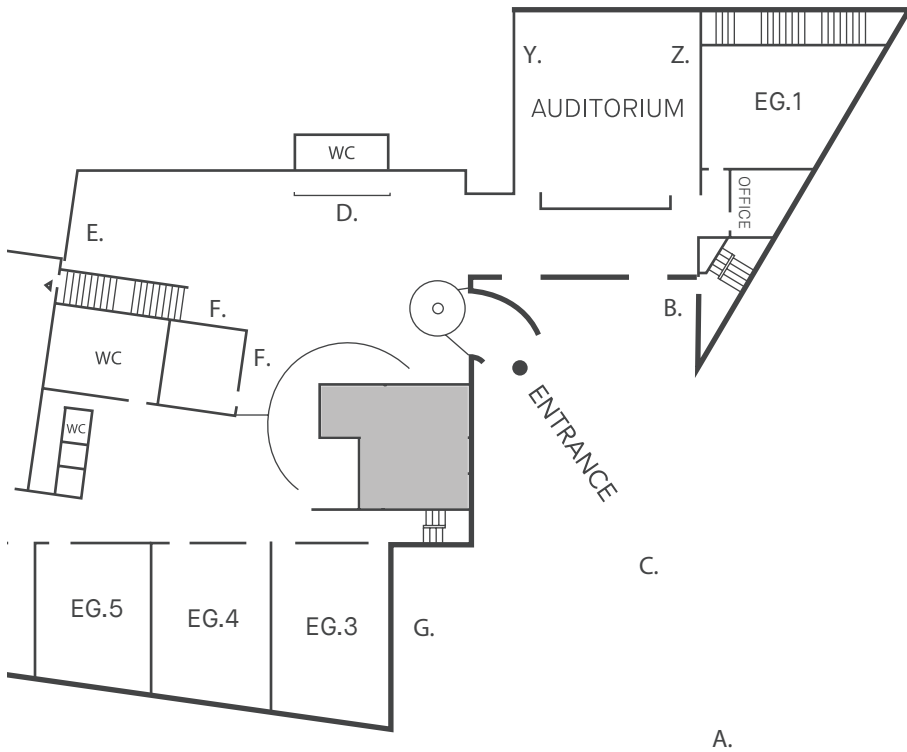 Y.
Z.
AUDITORIUM
EG.1
WC
OFFICE
D.
E.
F.
B.
WC
F.
ENTRANCE
WC
C.
EG.5
EG.4
EG.3
G.
A.